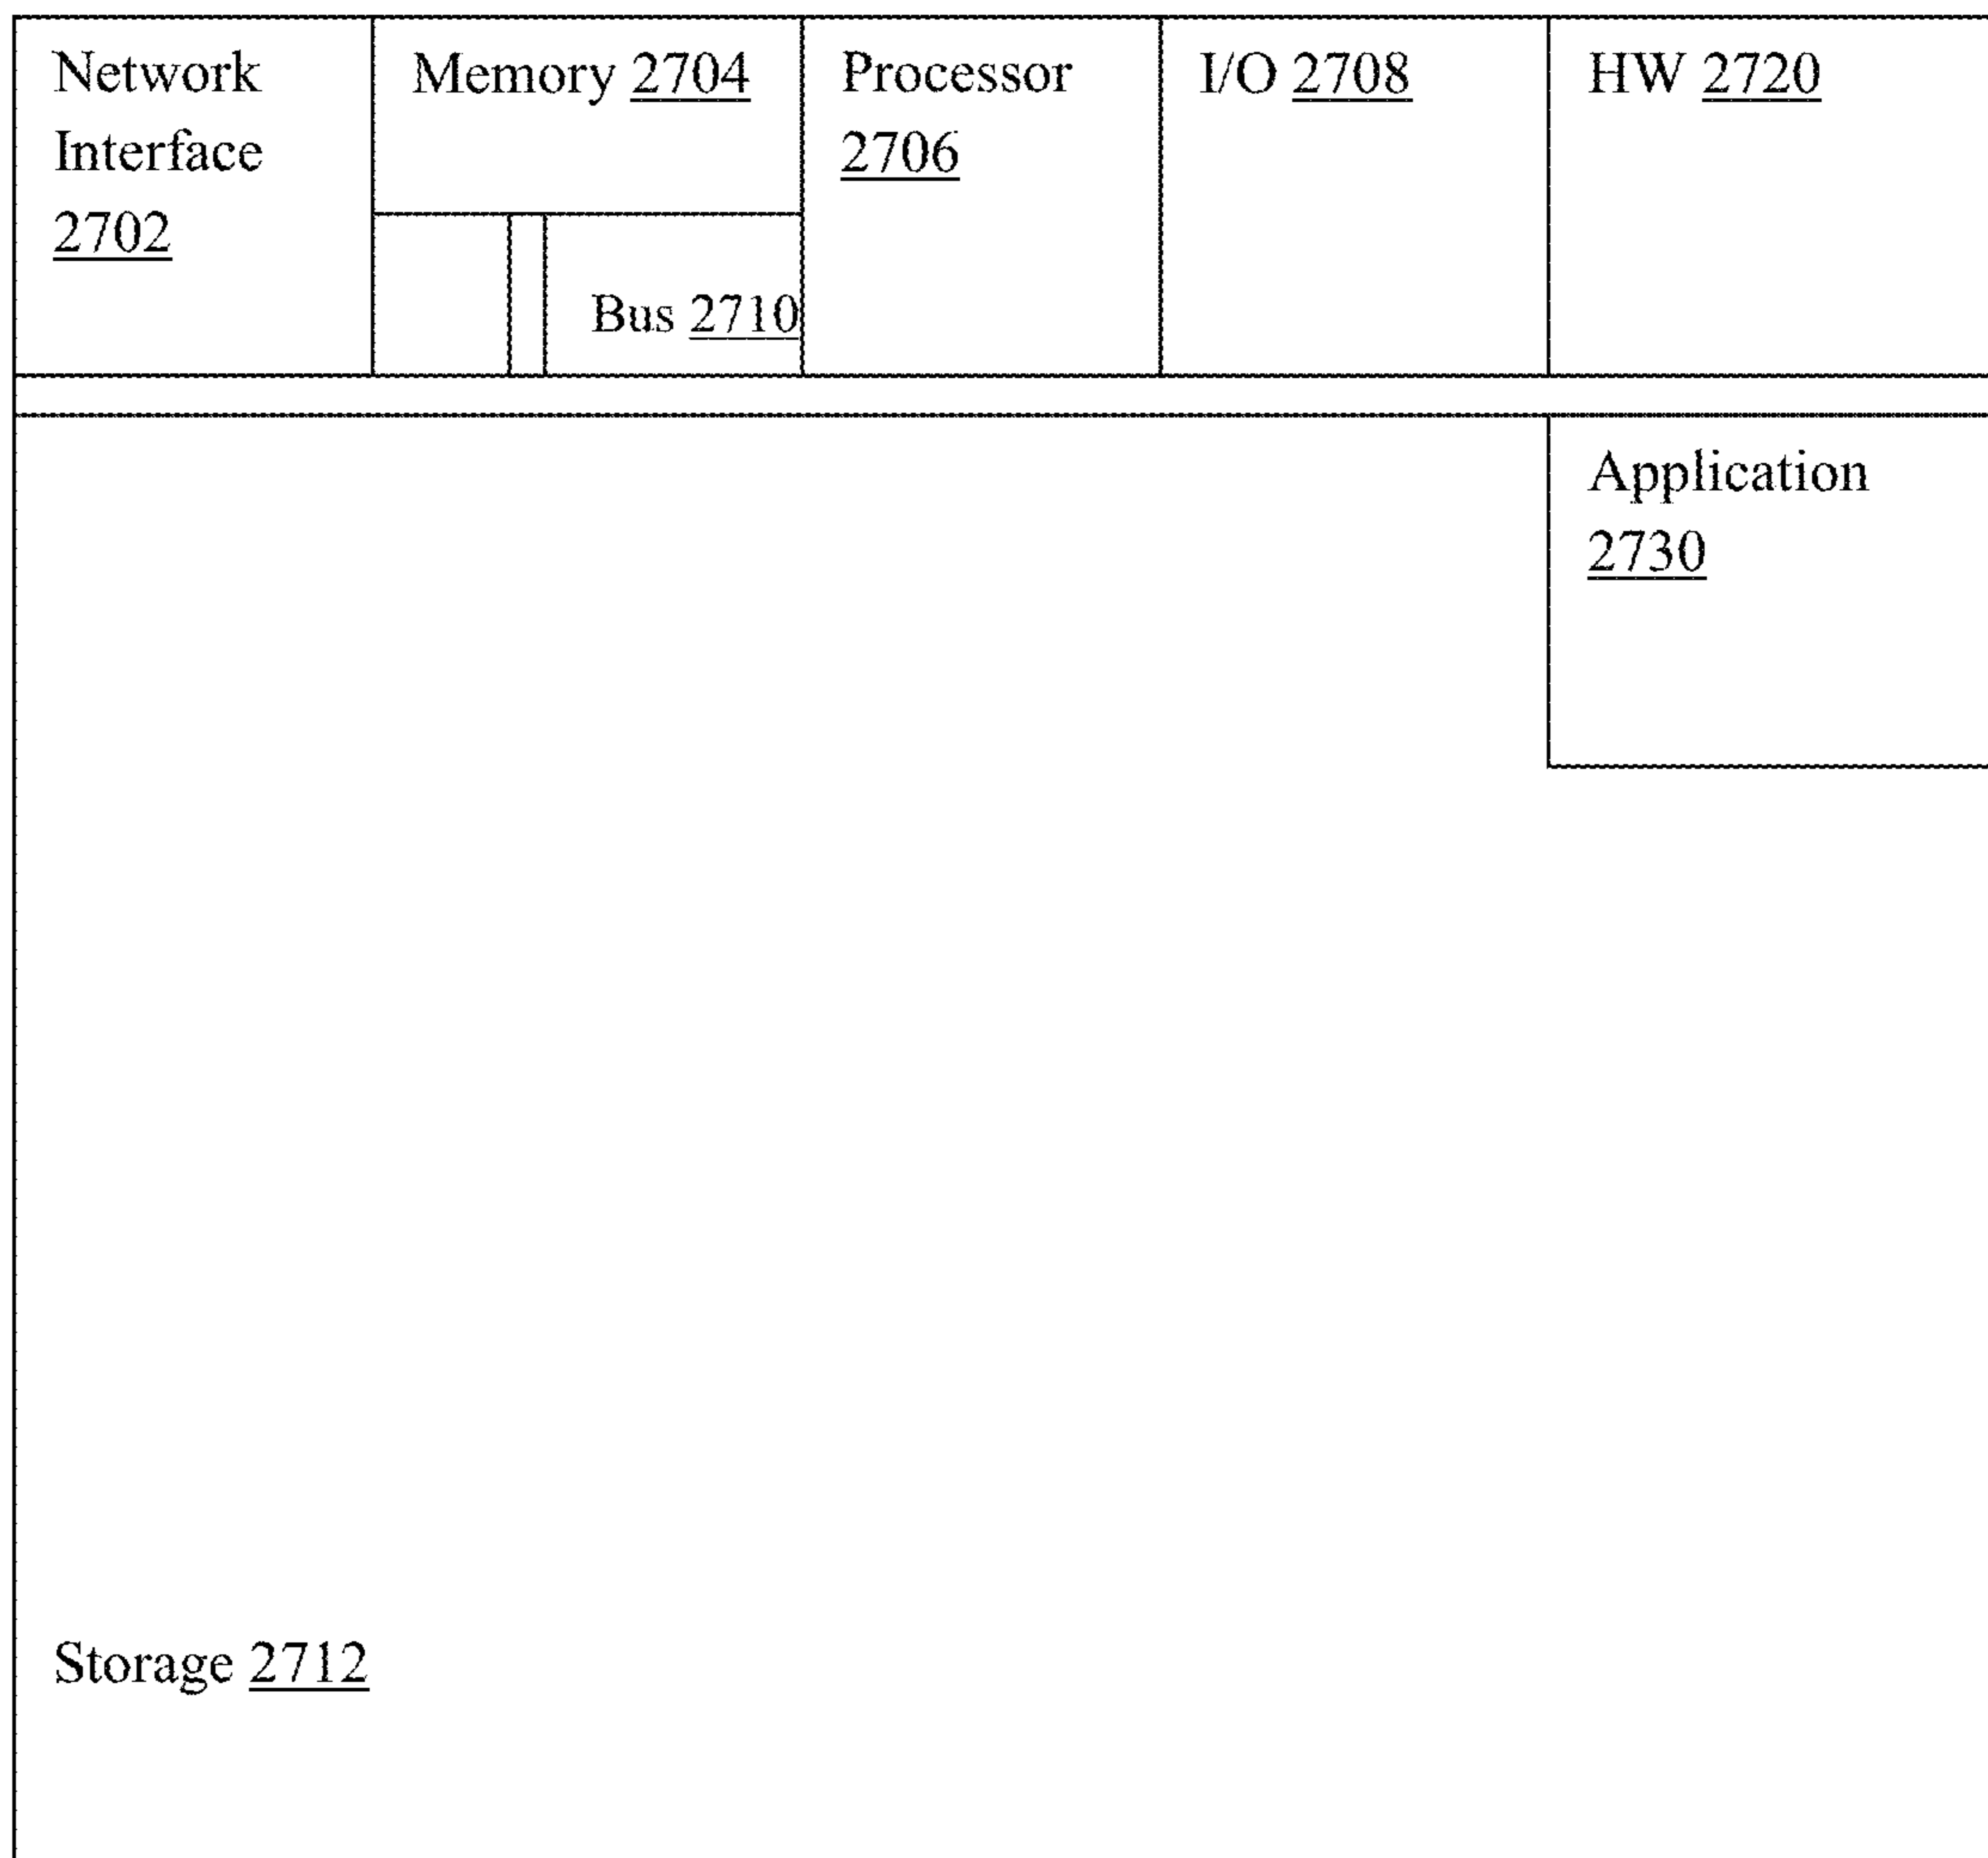 Network
Interface
2702
Memory 2704
Processor
2706
I/O 2708
HW 2720
Bus 2710
Application
2730
Storage 2712